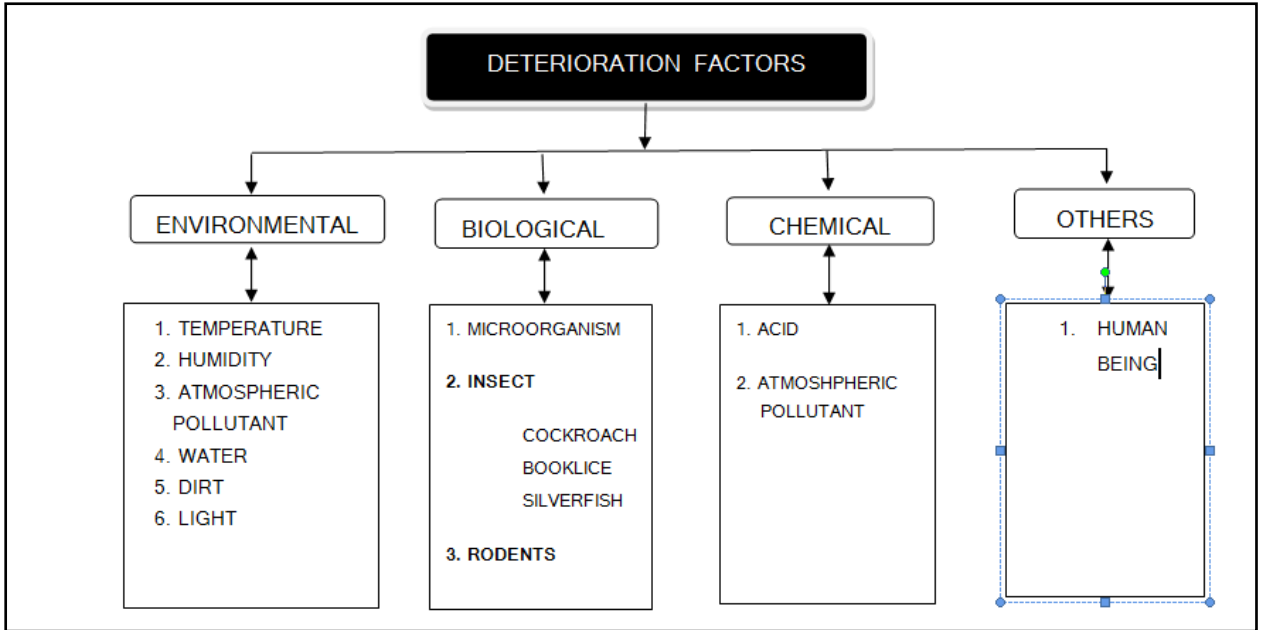 DETERIORATION FACTORS
ENVIRONMENTAL
BIOLOGICAL
CHEMICAL
OTHERS
1. TEMPERATURE
2. HUMIDITY
3. ATMOSPHERIC
POLLUTANT
4. WATER
5. DIRT
6. LIGHT
1. MICROORGANISM
2. INSECT
COCKROACH
BOOKLICE
SILVERFISH
3. RODENTS
1. ACID
2. ATMOSHPHERIC
POLLUTANT
1. HUMAN
BEING